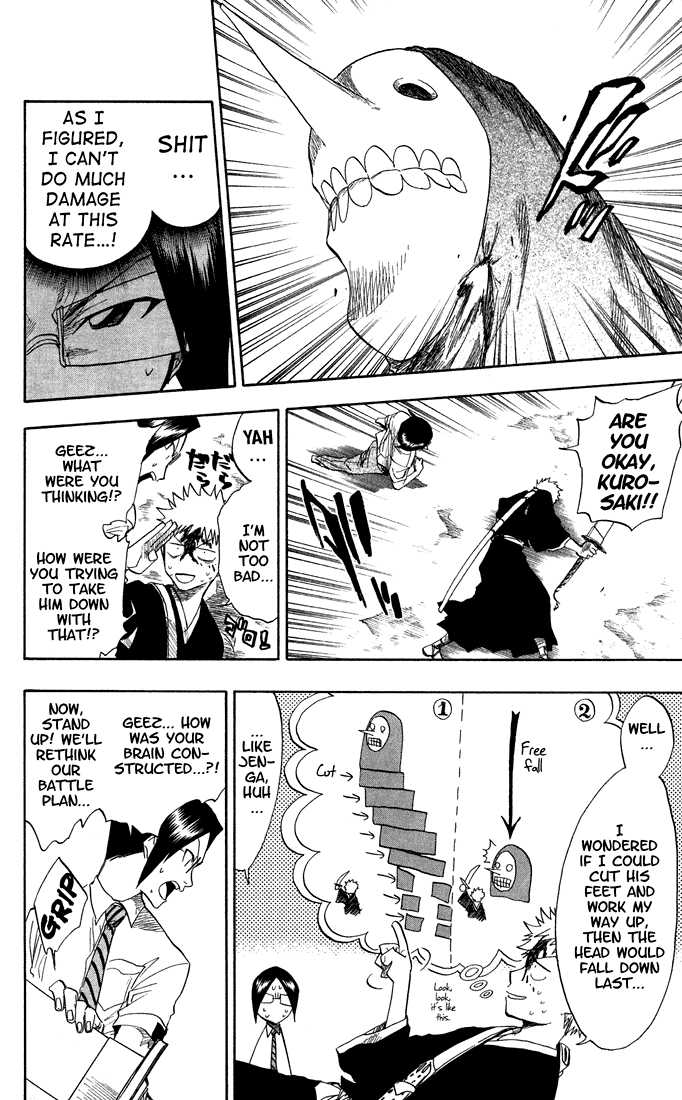 SHIT
...
AS I
FIGURED,
I CAN'T
DO MUCH
DAMAGE
AT THIS
RATE...!
ARE
YOU
OKAY,
KURO-
SAKI!!
YAH
...
I'M
NOT
TOO
BAD...
だらだら
GEEZ...
WHAT
WERE YOU
THINKING!?
HOW WERE
YOU TRYING
TO TAKE
HIM DOWN
WITH
THAT!?
WELL
...
I
WONDERED
IF I COULD
CUT HIS
FEET AND
WORK MY
WAY UP,
THEN THE
HEAD WOULD
FALL DOWN
LAST...
①
Cut
②
Free
fall
Look,
look,
it's like
this.
...
LIKE
JEN-
GA,
HUH
...
GEEZ... HOW
WAS YOUR
BRAIN CON-
STRUCTED...?!
NOW,
STAND
UP! WE'LL
RETHINK
OUR
BATTLE
PLAN...
GRIP